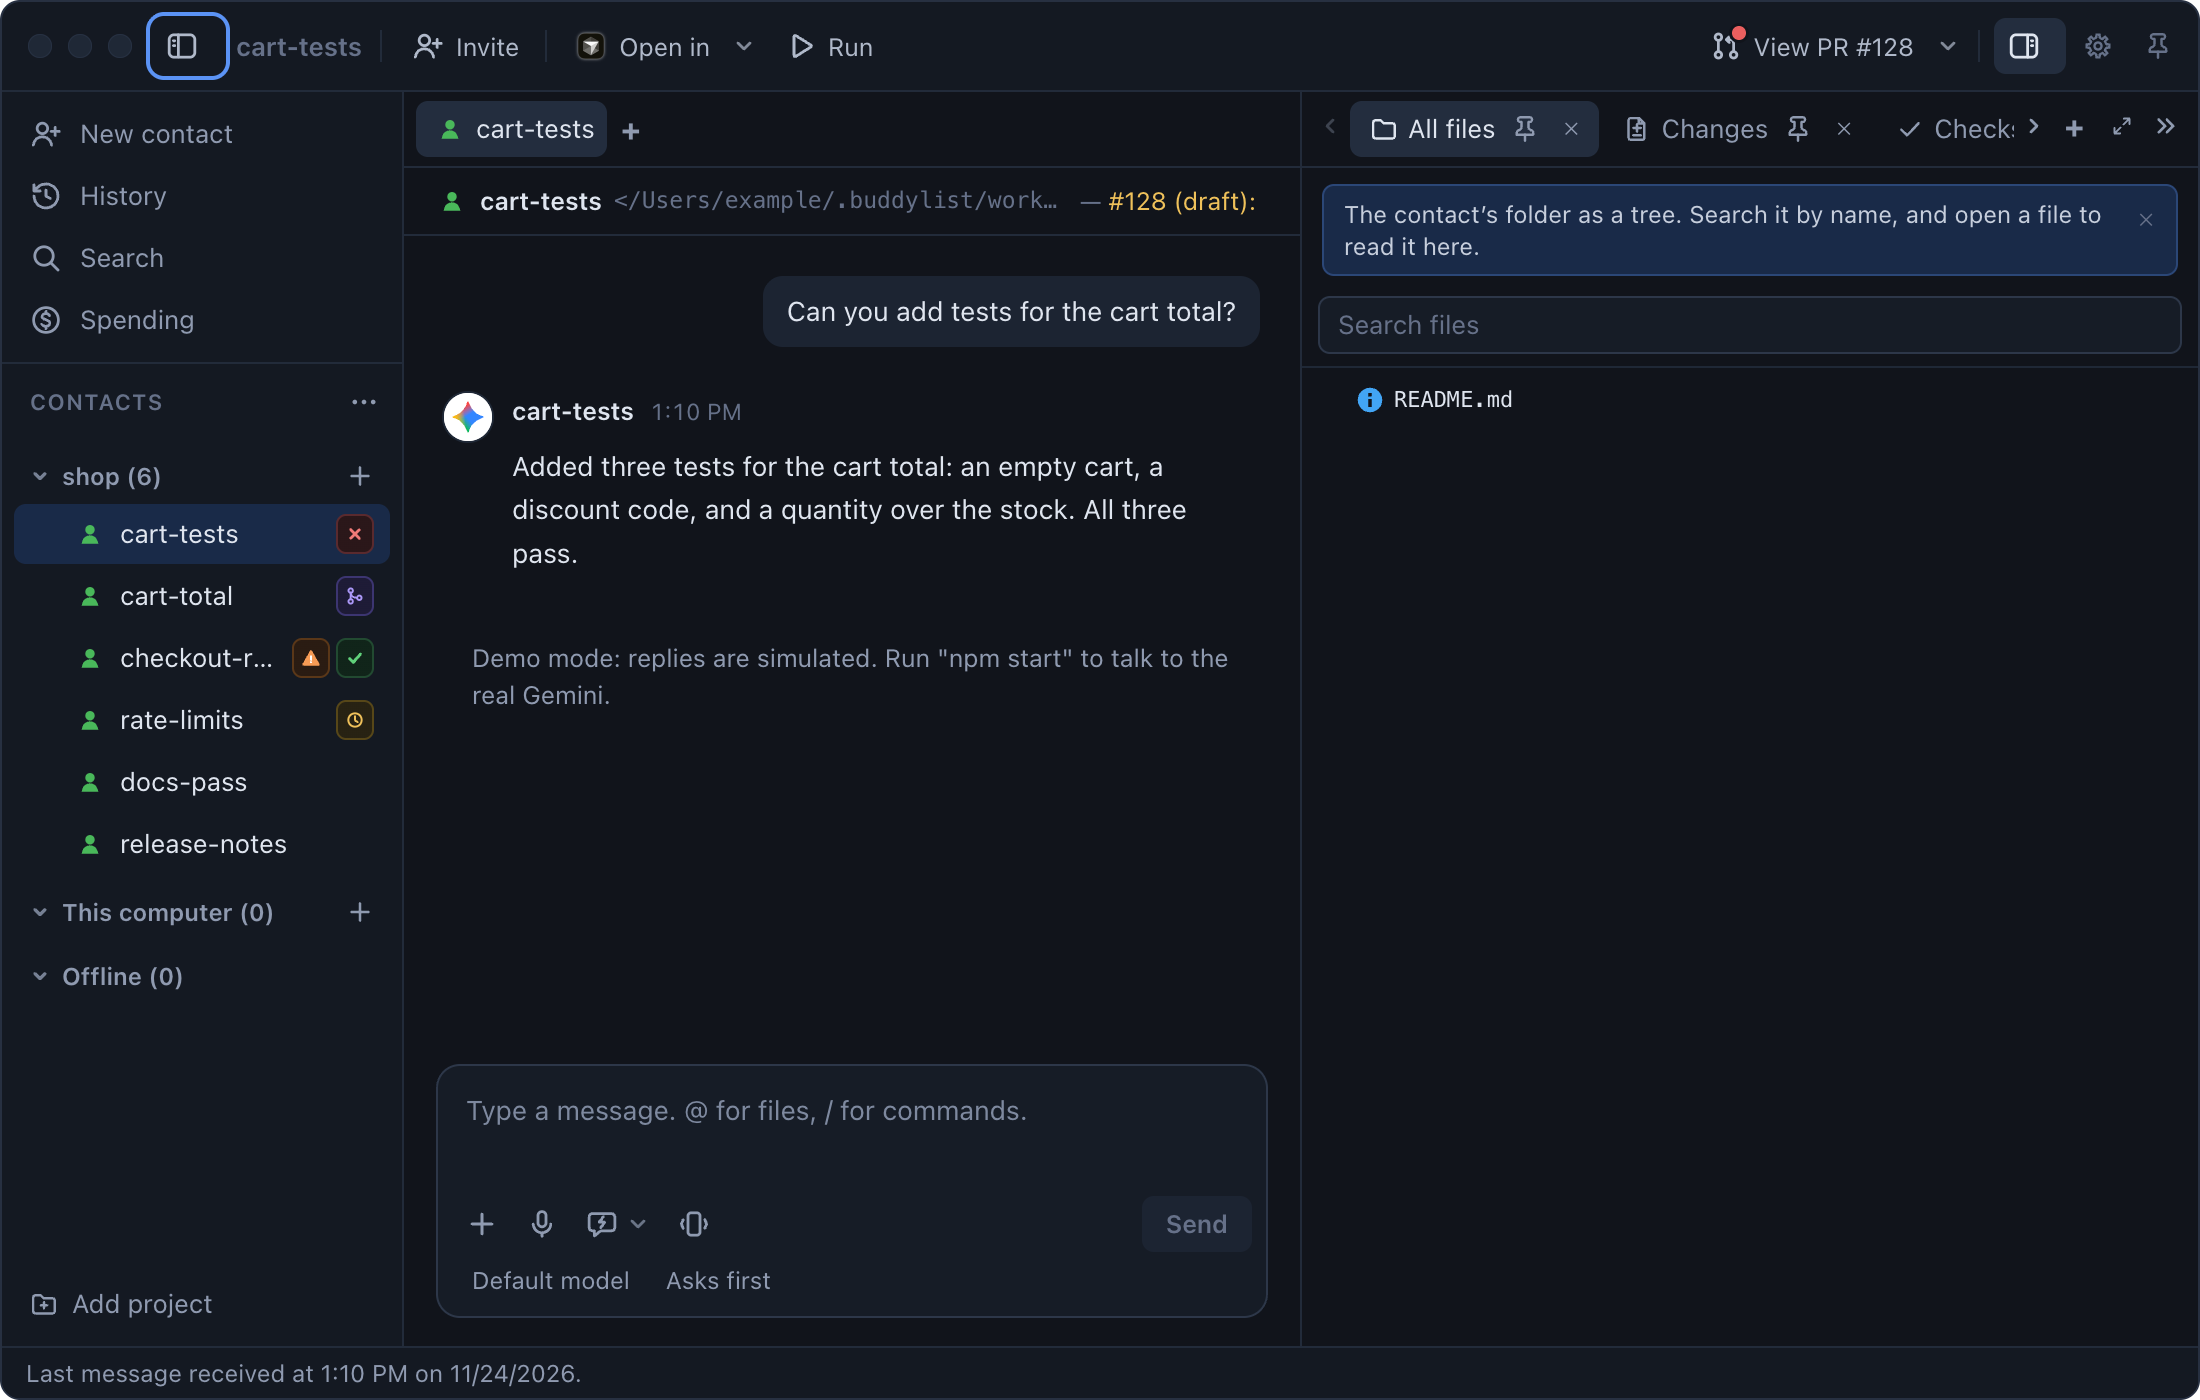 cart-tests
Invite
Open in
Run
View PR #128
New contact
History
Search
Spending
CONTACTS
shop (6)
cart-tests
cart-total
checkout-r...
rate-limits
docs-pass
release-notes
This computer (0)
Offline (0)
Add project
cart-tests
cart-tests </Users/example/.buddylist/work… — #128 (draft):
Can you add tests for the cart total?
cart-tests 1:10 PM
Added three tests for the cart total: an empty cart, a
discount code, and a quantity over the stock. All three
pass.
Demo mode: replies are simulated. Run "npm start" to talk to the
real Gemini.
Type a message. @ for files, / for commands.
Send
Default model
Asks first
All files
Changes
Checks
The contact’s folder as a tree. Search it by name, and open a file to
read it here.
Search files
README.md
Last message received at 1:10 PM on 11/24/2026.